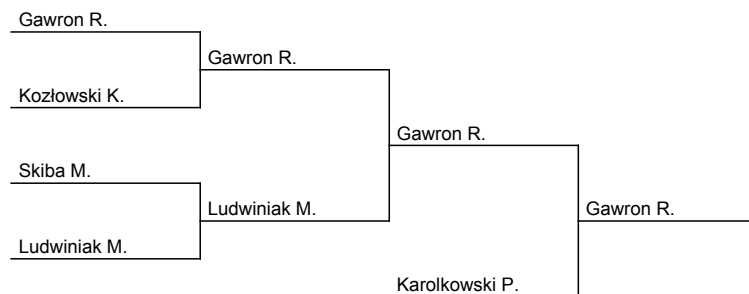 Gawron R.
Gawron R.
Kozłowski K.
Gawron R.
Skiba M.
Ludwiniak M.
Gawron R.
Ludwiniak M.
Karolkowski P.